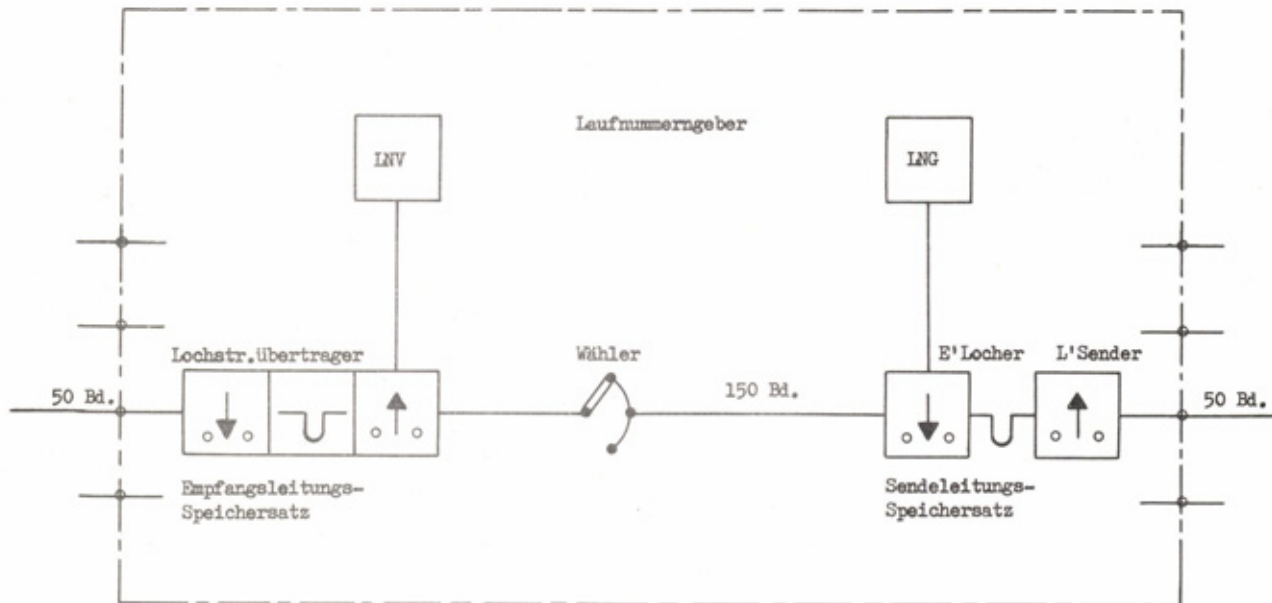 Laufnummerngeber
LNV
LNG
Lochstr.übertrager
Wähler
E'Locher
L'Sender
50 Bd.
150 Bd.
50 Bd.
Empfangsleitungs-
Speichersatz
Sendeleitungs-
Speichersatz